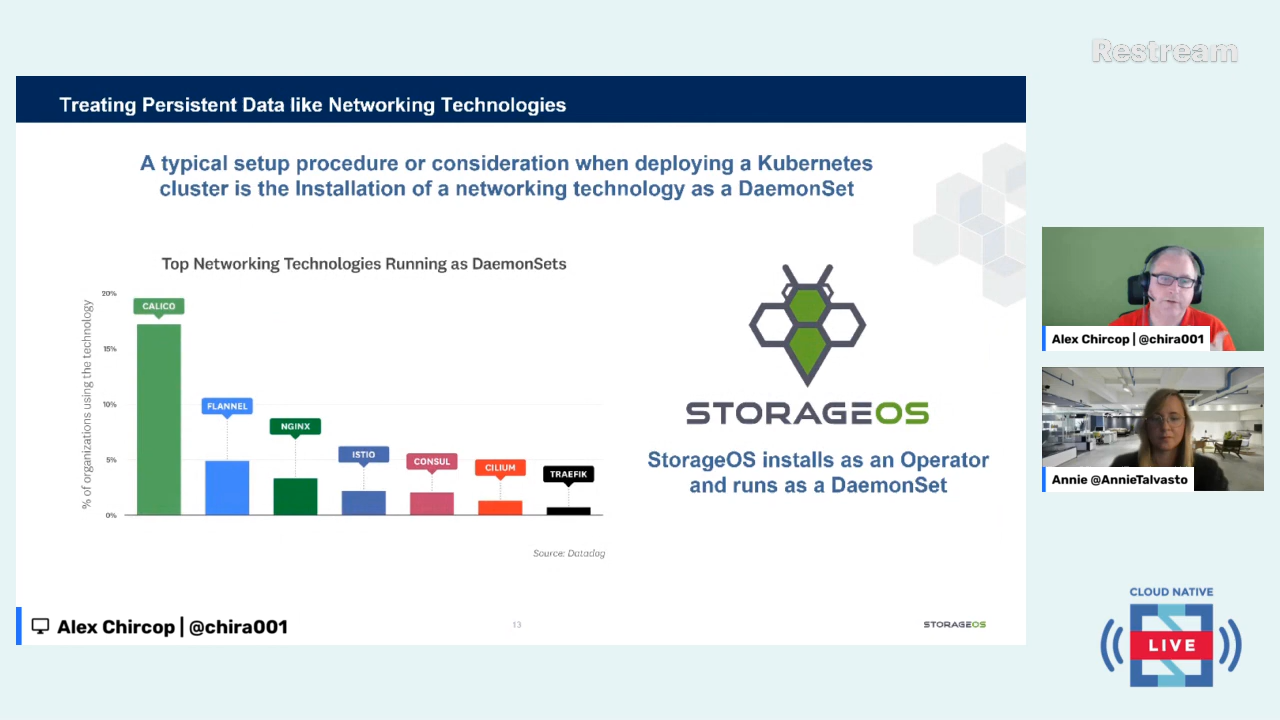 Restream
Treating Persistent Data like Networking Technologies
A typical setup procedure or consideration when deploying a Kubernetes
cluster is the Installation of a networking technology as a DaemonSet
Top Networking Technologies Running as DaemonSets
% of organizations using the technology
20%
15%
10%
5%
0%
CALICO
FLANNEL
NGINX
ISTIO
CONSUL
CILIUM
TRAEFIK
Source: Datadog
STORAGEOS
StorageOS installs as an Operator
and runs as a DaemonSet
Alex Chircop | @chira001
13
STORAGEOS
Alex Chircop | @chira001
Annie @AnnieTalvasto
CLOUD NATIVE
LIVE